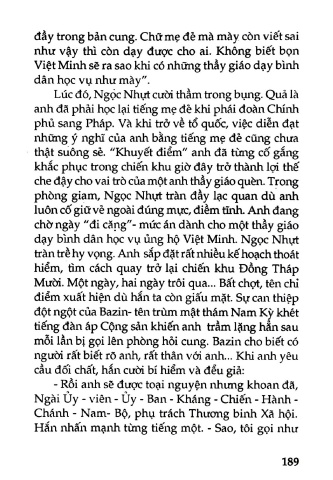 đầy trong bản cung. Chữ mẹ đẻ mà mày còn viết sai
như vậy thì còn dạy được cho ai. Không biết bọn
Việt Minh sẽ ra sao khi có những thầy giáo dạy bình
dân học vụ như mày”.
Lúc đó, Ngọc Nhựt cười thầm trong bụng. Quả là
anh đã phải học lại tiếng mẹ đẻ khi phái đoàn Chính
phủ sang Pháp. Và khi trở về tổ quốc, việc diễn đạt
những ý nghĩ của anh bằng tiếng mẹ đẻ cũng chưa
thật suông sẻ. “Khuyết điểm” anh đã từng cố gắng
khắc phục trong chiến khu giờ đây trở thành lợi thế
che đậy cho vai trò của một anh thầy giáo quèn. Trong
phòng giam, Ngọc Nhựt tràn đầy lạc quan dù anh
luôn cố giữ vẻ ngoài đúng mực, điềm tĩnh. Anh đang
chờ ngày “đi căng”- mức án dành cho một thầy giáo
dạy bình dân học vụ ủng hộ Việt Minh. Ngọc Nhựt
tràn trề hy vọng. Anh sắp đặt rất nhiều kế hoạch thoát
hiểm, tìm cách quay trở lại chiến khu Đồng Tháp
Mười. Một ngày, hai ngày trôi qua... Bất chợt, tên chỉ
điểm xuất hiện dù hắn ta còn giấu mặt. Sự can thiệp
đột ngột của Bazin- tên trùm mật thám Nam Kỳ khét
tiếng đàn áp Cộng sản khiến anh trầm lặng hẳn sau
mỗi lần bị gọi lên phòng hỏi cung. Bazin cho biết có
người rất biết rõ anh, rất thân với anh... Khi anh yêu
cầu đối chất, hắn cười bí hiểm và đều giả:
- Rồi anh sẽ được toại nguyện nhưng khoan đã,
Ngài Ủy - viên - Ủy - Ban - Kháng - Chiến - Hành -
Chánh - Nam- Bộ, phụ trách Thương binh Xã hội.
Hắn nhấn mạnh từng tiếng một. - Sao, tôi gọi như
189